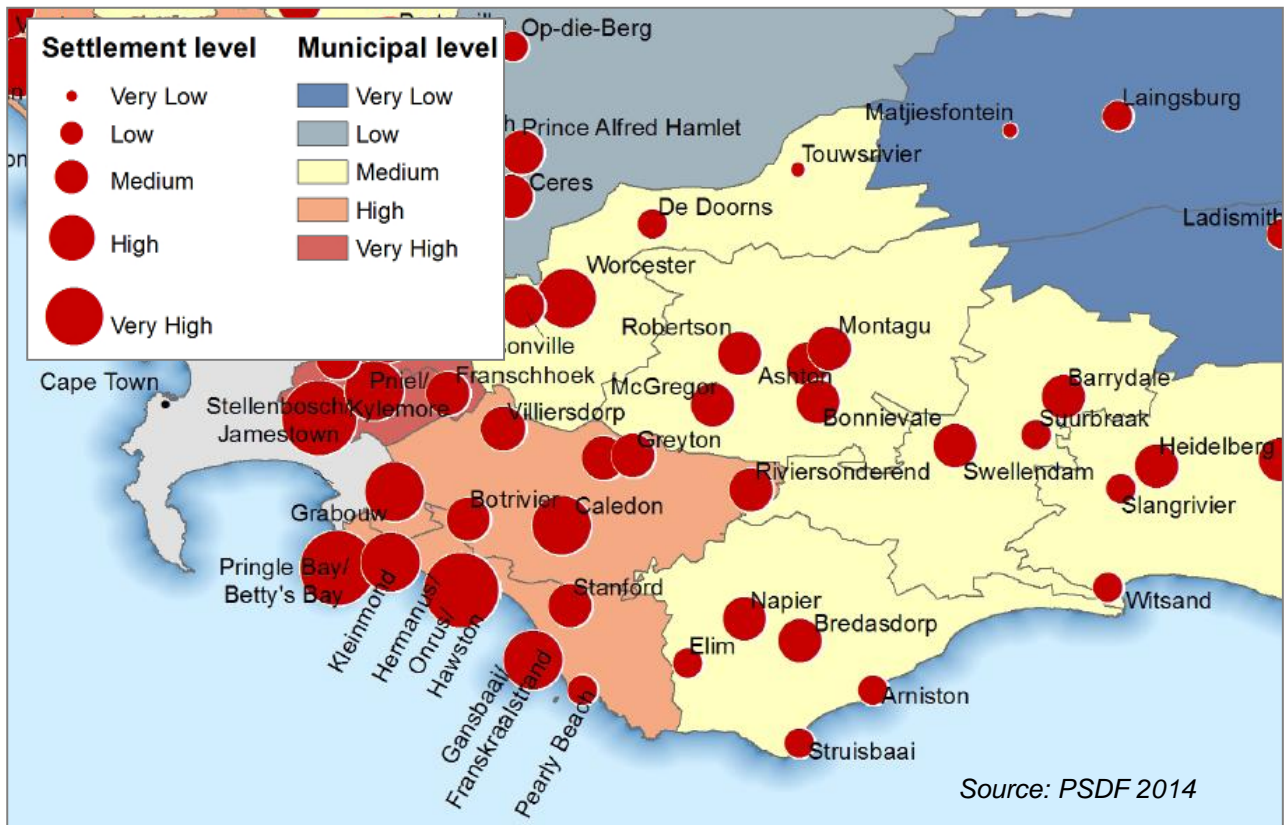 Settlement level
Very Low
Low
Medium
High
Very High
Municipal level
Very Low
Low
Medium
High
Very High
Op-die-Berg
Prince Alfred Hamlet
Ceres
Matjiesfontein
Laingsburg
Touwsrivier
De Doorns
Ladismith
Worcester
Robertson
Montagu
sonville
Ashton
Cape Town
Pniel/
Kylemore
Franschhoek
McGregor
Barrydale
Stellenbosch/
Jamestown
Villiersdorp
Bonnievale
Suurbraak
Greyton
Heidelberg
Swellendam
Riviersonderend
Slangrivier
Grabouw
Botrivier
Caledon
Pringle Bay/
Betty's Bay
Kleinmond
Hermanus/
Onrus/
Hawston
Stanford
Napier
Bredasdorp
Witsand
Elim
Gansbaai/
Franskraalstrand
Pearly Beach
Arniston
Struisbaai
Source: PSDF 2014